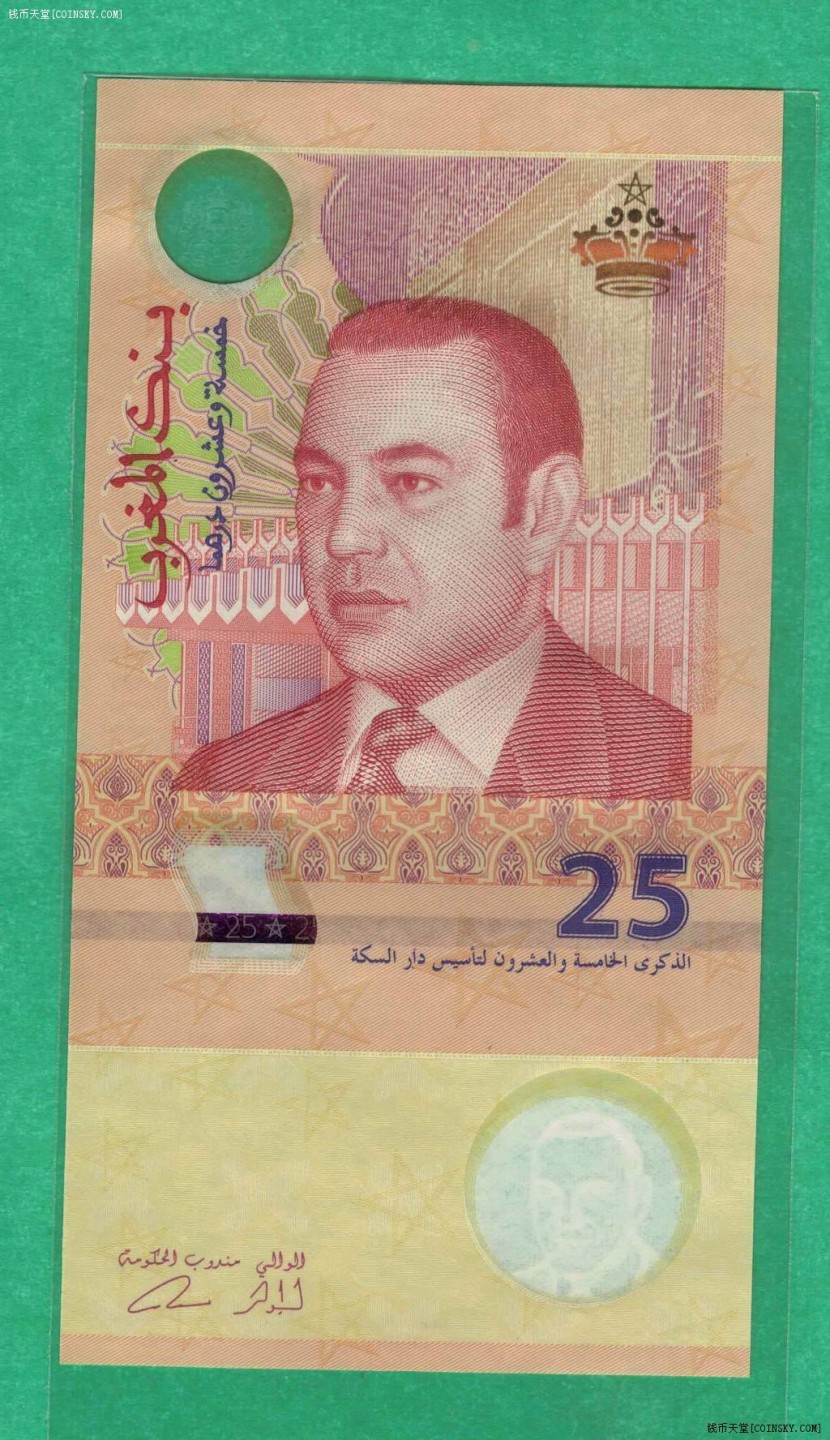 钱币天堂[COINSKY.COM]
بنك المغرب
خمسة وعشرون درهما
25
25 2
الذكرى الخامسة والعشرون لتأسيس دار السكة
الوالي مندوب الحكومة
钱币天堂[COINSKY.COM]